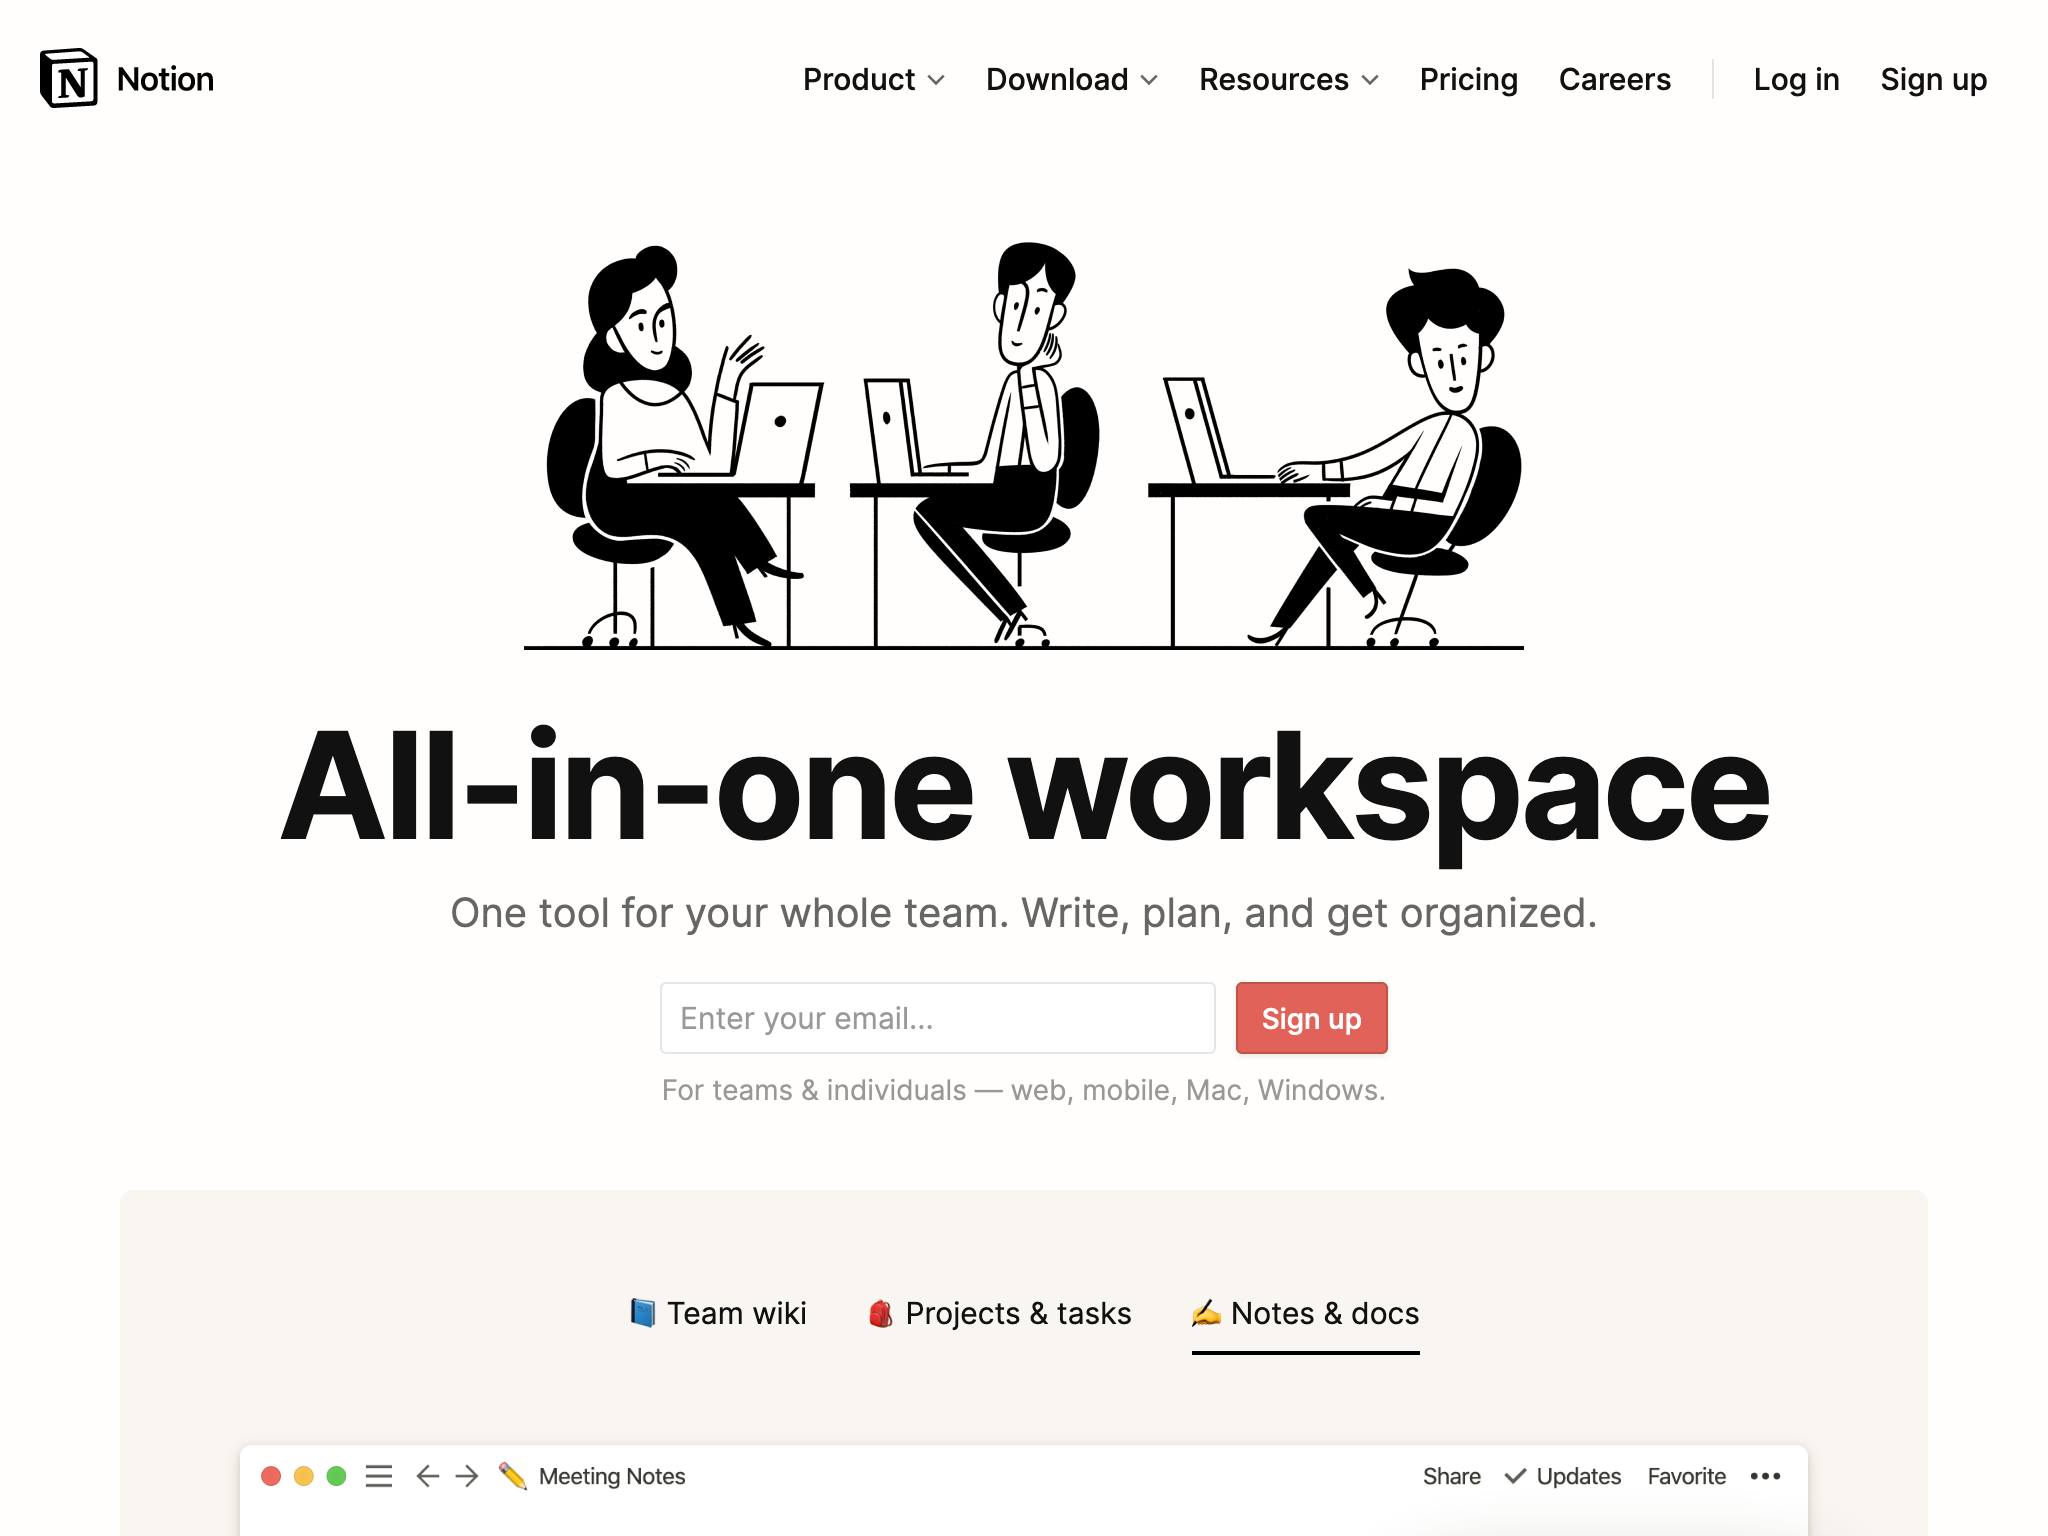 N Notion
Product Download Resources Pricing Careers Log in Sign up
All-in-one workspace
One tool for your whole team. Write, plan, and get organized.
Enter your email... Sign up
For teams & individuals — web, mobile, Mac, Windows.
Team wiki Projects & tasks Notes & docs
Meeting Notes Share Updates Favorite